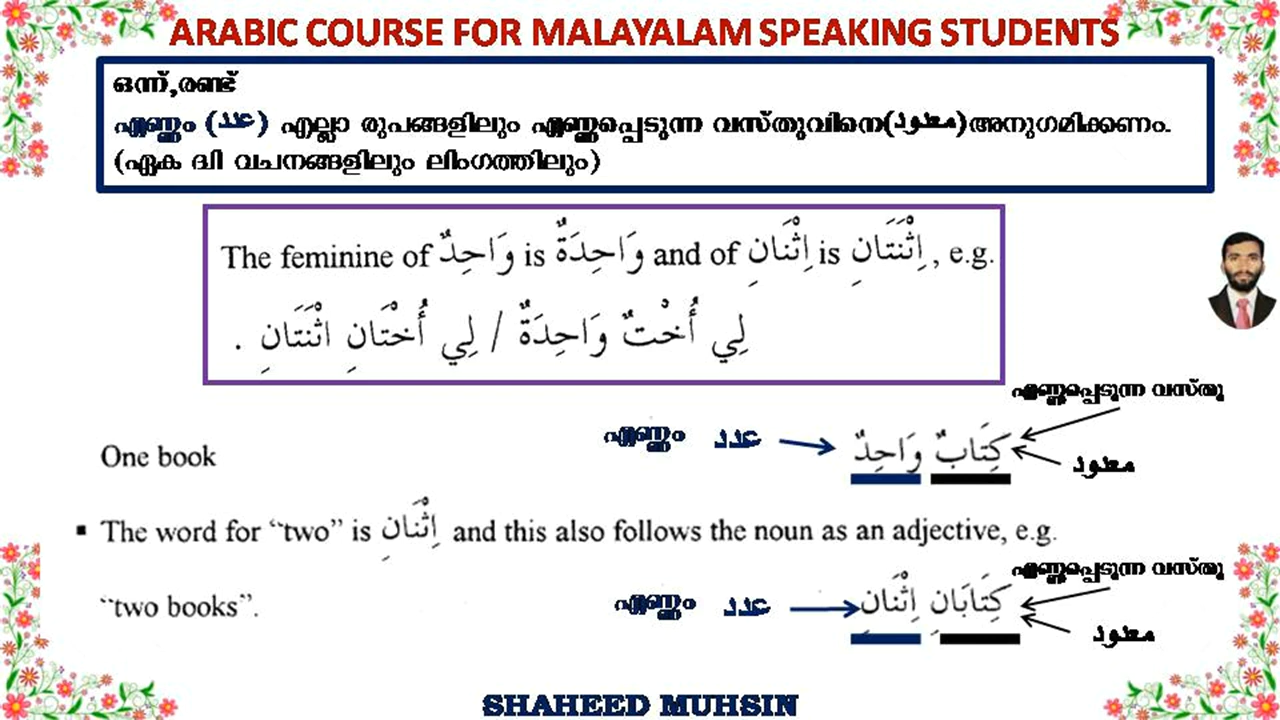 ARABIC COURSE FOR MALAYALAM SPEAKING STUDENTS
ഒന്ന്,രണ്ട്
എണ്ണം (عدد) എല്ലാ രുപങ്ങളിലും എണ്ണപ്പെടുന്ന വസ്തുവിനെ(معدود)അനുഗമിക്കണം.
(ഏക ദ്വി വചനങ്ങളിലും ലിംഗത്തിലും)
The feminine of وَاحِدٌ is وَاحِدَةٌ and of اِثْنَانِ is اِثْنَتَانِ , e.g.
لِي أُخْتٌ وَاحِدَةٌ / لِي أُخْتَانِ اثْنَتَانِ .
എണ്ണപ്പെടുന്ന വസ്തു
One book എണ്ണം عدد كِتَابٌ وَاحِدٌ
معدود
▪ The word for “two” is اِثْنَانِ and this also follows the noun as an adjective, e.g.
എണ്ണപ്പെടുന്ന വസ്തു
“two books”. എണ്ണം عدد كِتَابَانِ اِثْنَانِ
معدود
SHAHEED MUHSIN